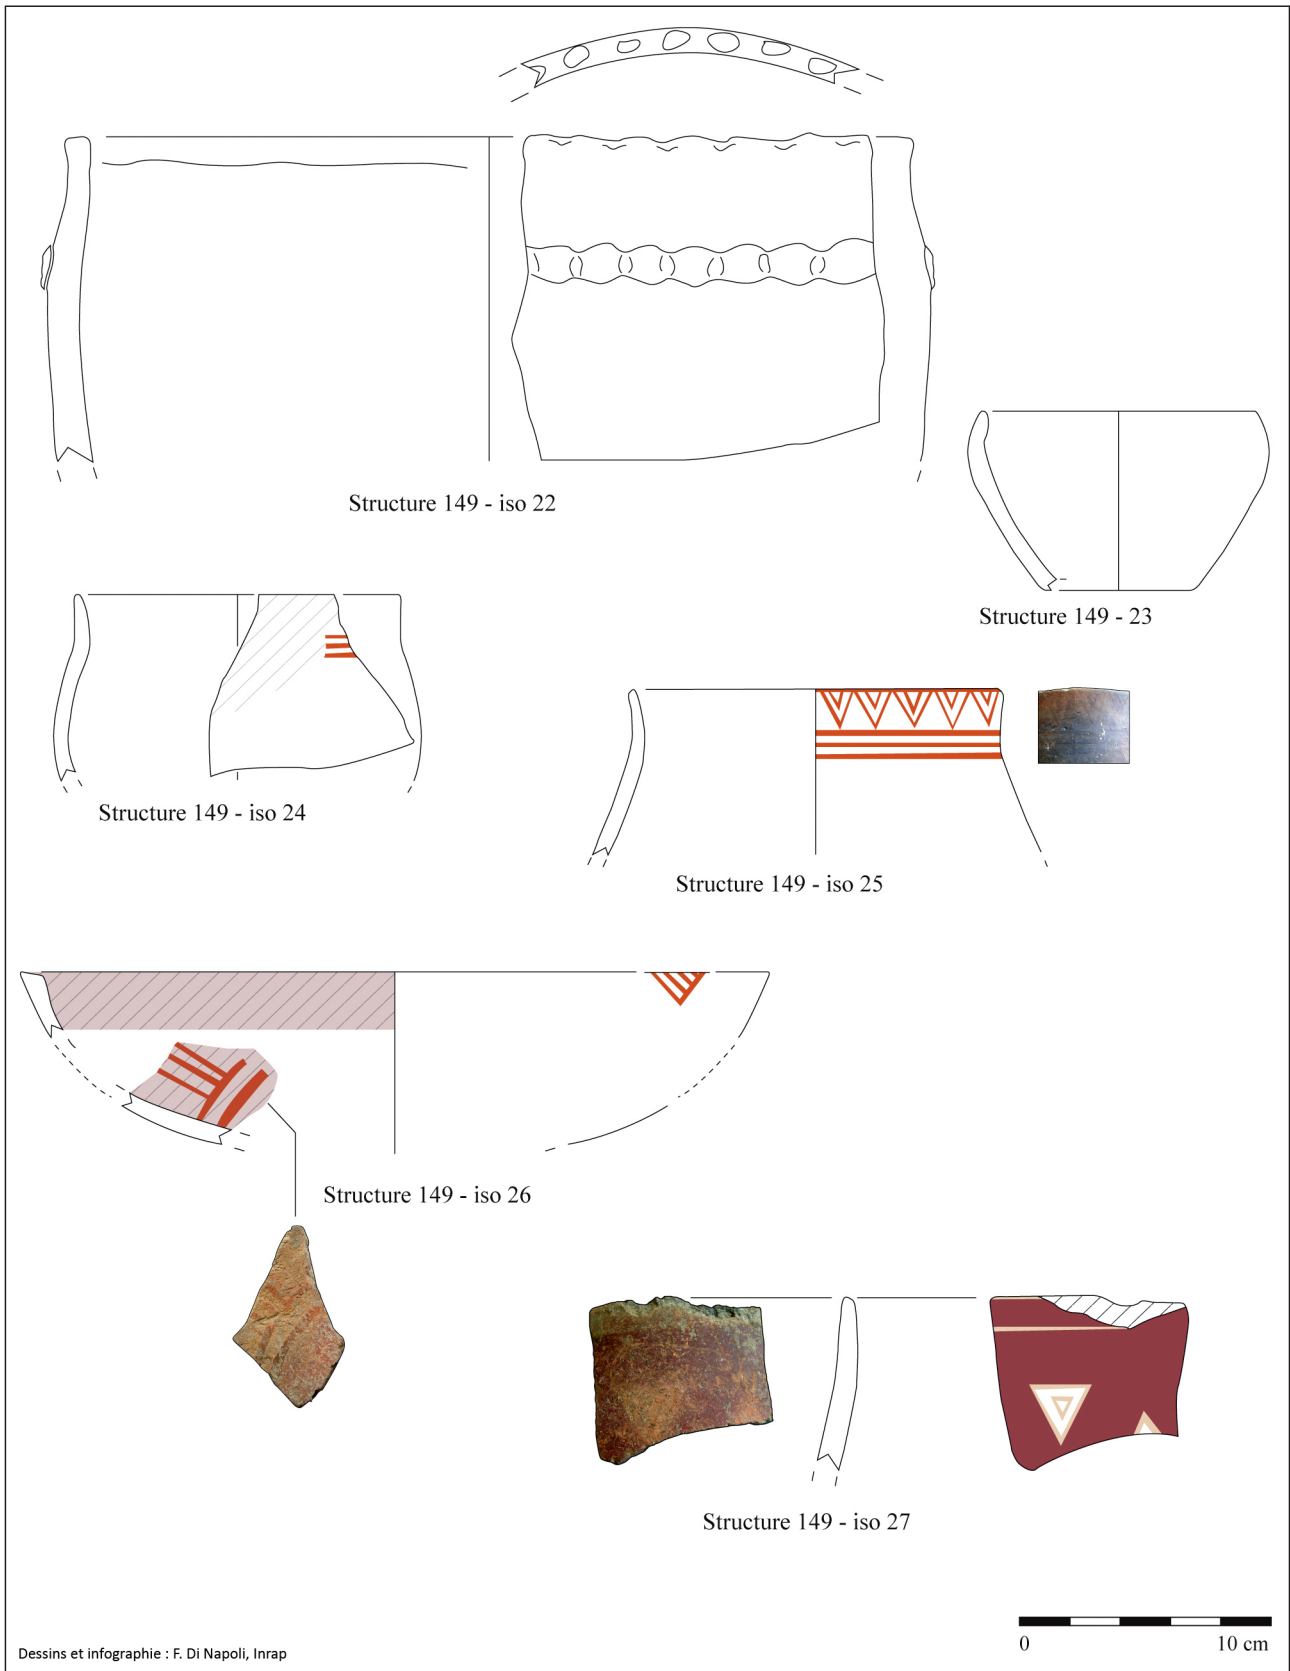 Structure 149 - iso 22
Structure 149 - 23
Structure 149 - iso 24
Structure 149 - iso 25
Structure 149 - iso 26
Structure 149 - iso 27
0 10 cm
Dessins et infographie : F. Di Napoli, Inrap